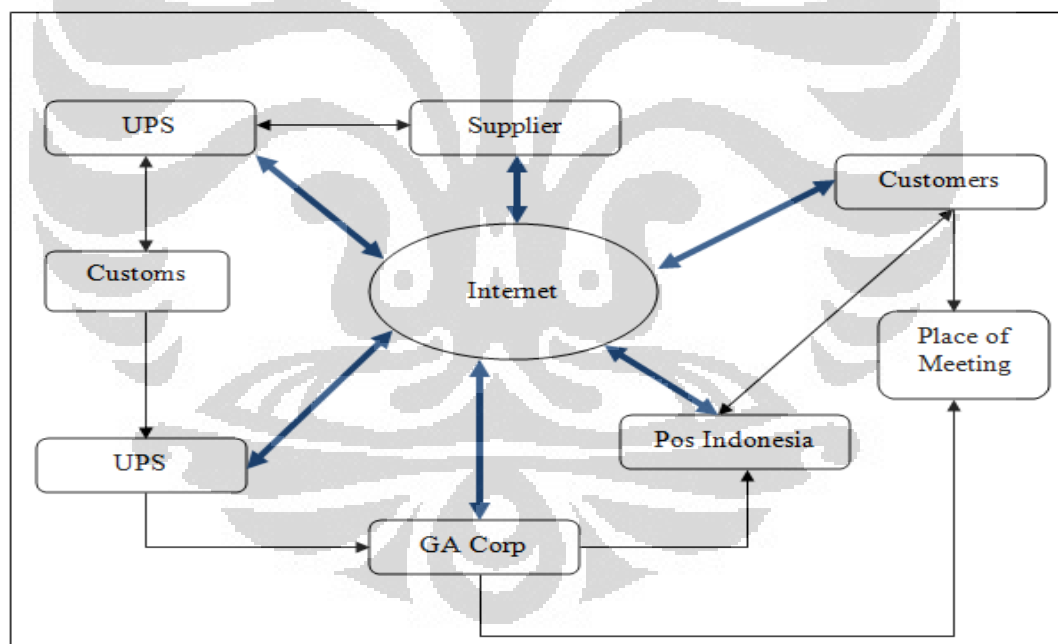 UPS
Supplier
Customers
Customs
Internet
Place of
Meeting
Pos Indonesia
UPS
GA Corp